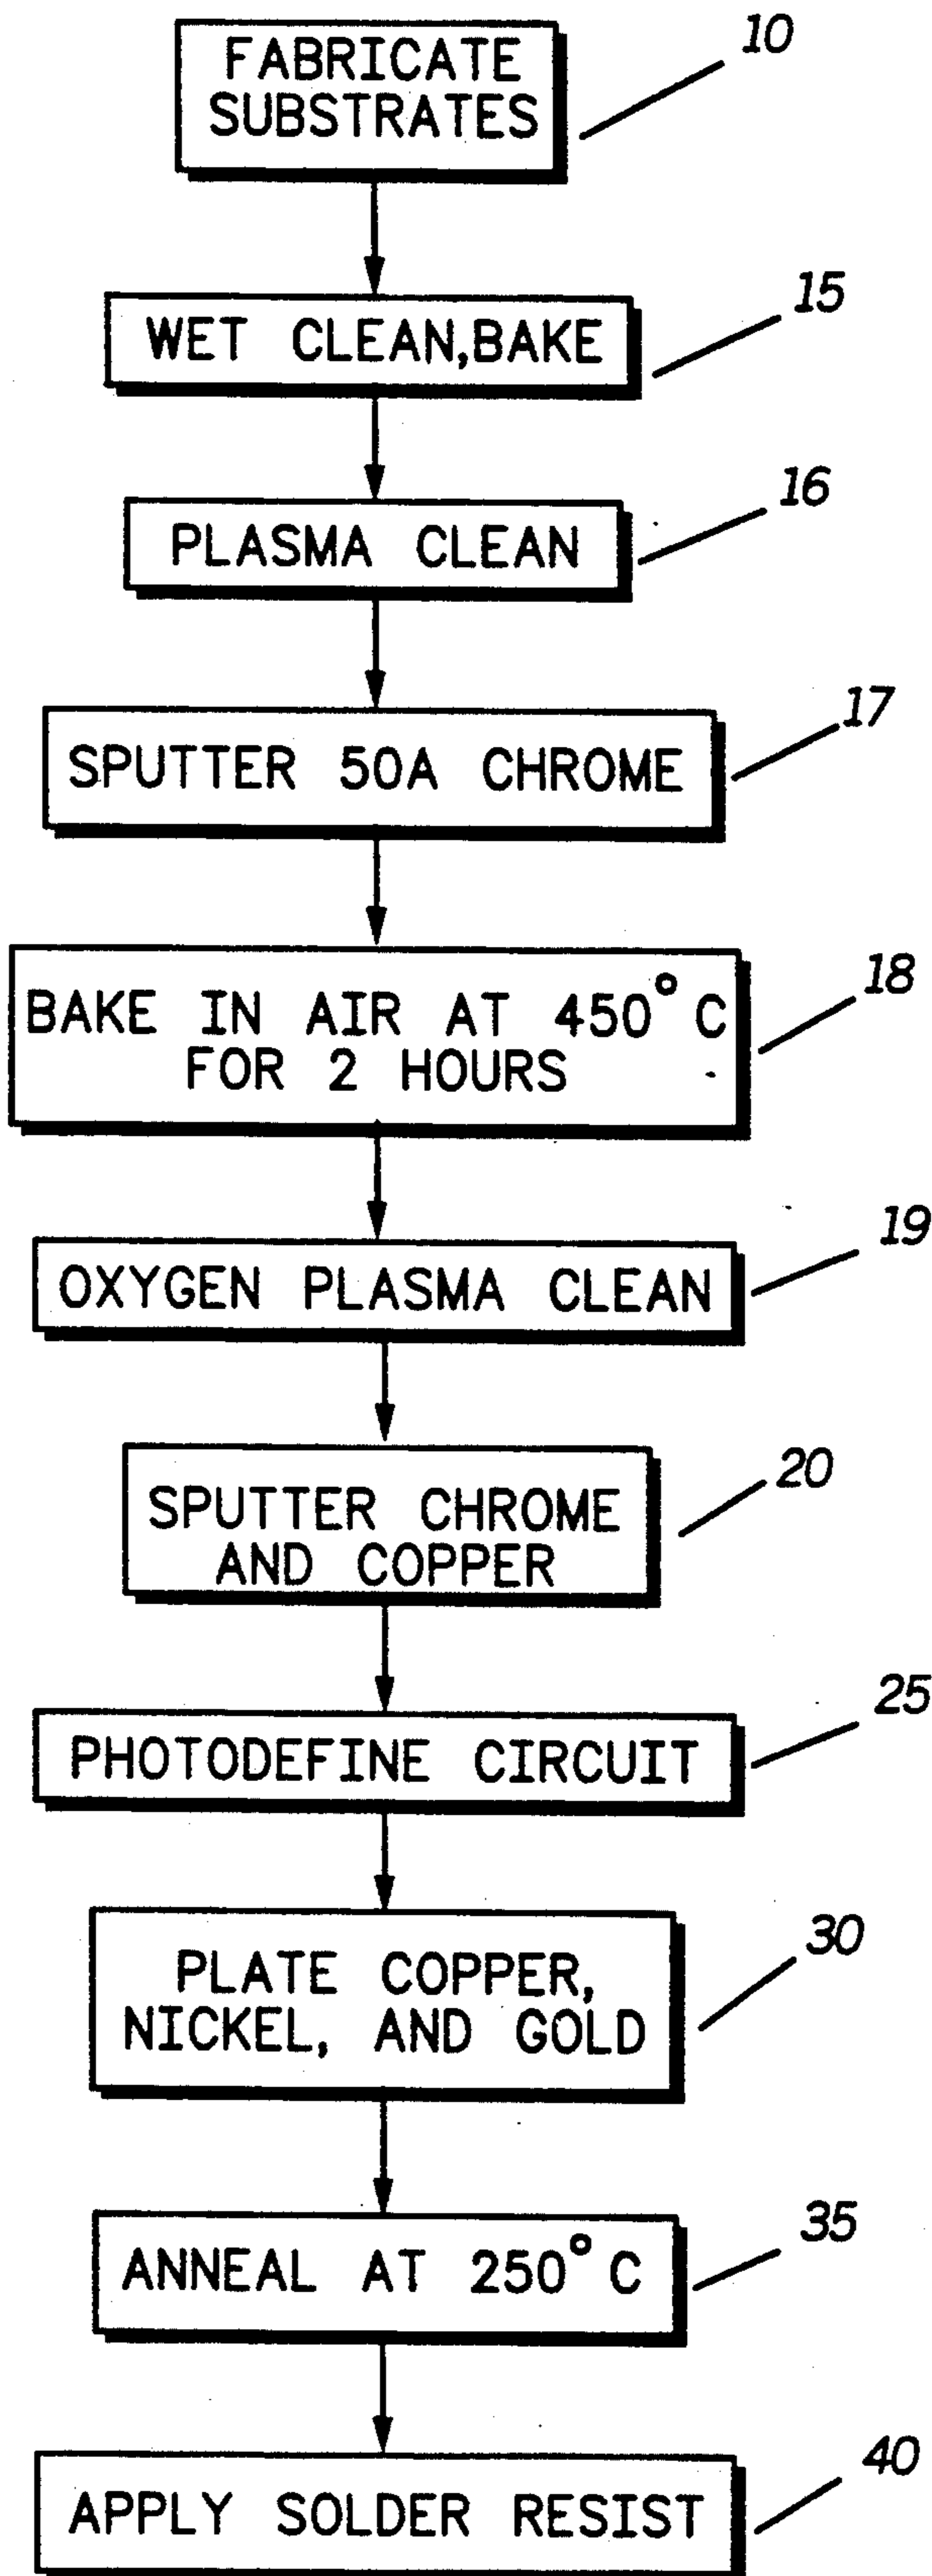 FABRICATE
SUBSTRATES
10
WET CLEAN,BAKE
15
PLASMA CLEAN
16
SPUTTER 50A CHROME
17
BAKE IN AIR AT 450° C
FOR 2 HOURS
18
OXYGEN PLASMA CLEAN
19
SPUTTER CHROME
AND COPPER
20
PHOTODEFINE CIRCUIT
25
PLATE COPPER,
NICKEL, AND GOLD
30
ANNEAL AT 250° C
35
APPLY SOLDER RESIST
40